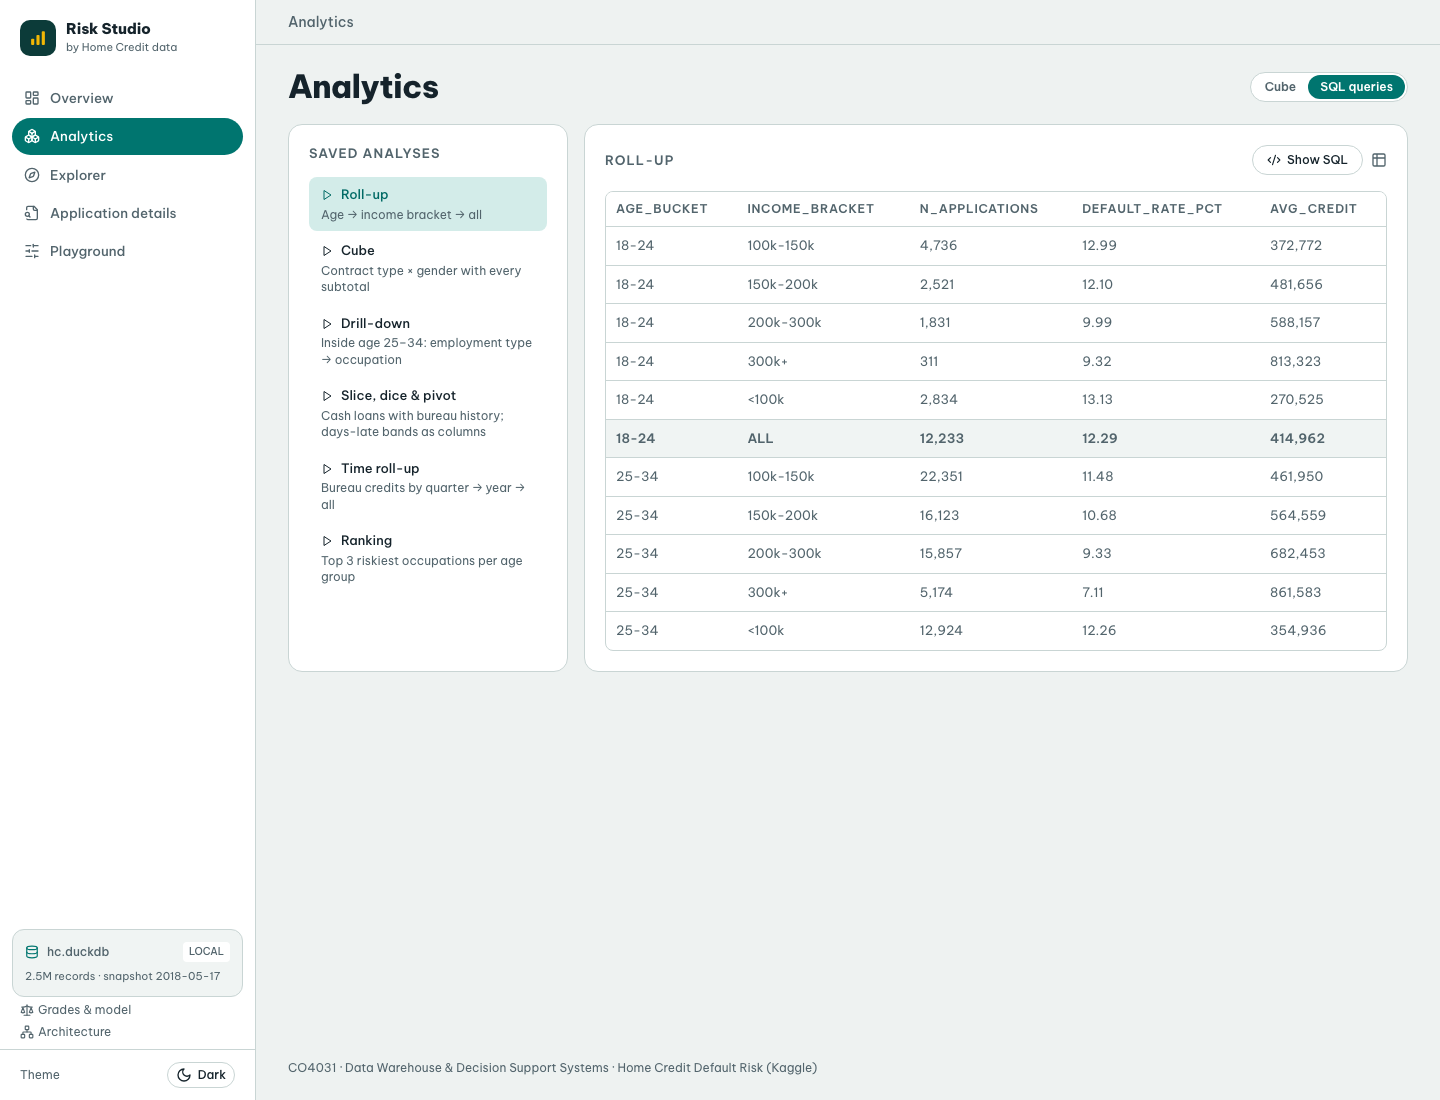 Risk Studio
by Home Credit data
Overview
Analytics
Explorer
Application details
Playground
hc.duckdb LOCAL
2.5M records · snapshot 2018-05-17
Grades & model
Architecture
Theme Dark
Analytics
Analytics
Cube SQL queries
SAVED ANALYSES
Roll-up
Age → income bracket → all
Cube
Contract type × gender with every
subtotal
Drill-down
Inside age 25–34: employment type
→ occupation
Slice, dice & pivot
Cash loans with bureau history;
days-late bands as columns
Time roll-up
Bureau credits by quarter → year →
all
Ranking
Top 3 riskiest occupations per age
group
ROLL-UP
</> Show SQL
AGE_BUCKET INCOME_BRACKET N_APPLICATIONS DEFAULT_RATE_PCT AVG_CREDIT
18-24 100k-150k 4,736 12.99 372,772
18-24 150k-200k 2,521 12.10 481,656
18-24 200k-300k 1,831 9.99 588,157
18-24 300k+ 311 9.32 813,323
18-24 <100k 2,834 13.13 270,525
18-24 ALL 12,233 12.29 414,962
25-34 100k-150k 22,351 11.48 461,950
25-34 150k-200k 16,123 10.68 564,559
25-34 200k-300k 15,857 9.33 682,453
25-34 300k+ 5,174 7.11 861,583
25-34 <100k 12,924 12.26 354,936
CO4031 · Data Warehouse & Decision Support Systems · Home Credit Default Risk (Kaggle)